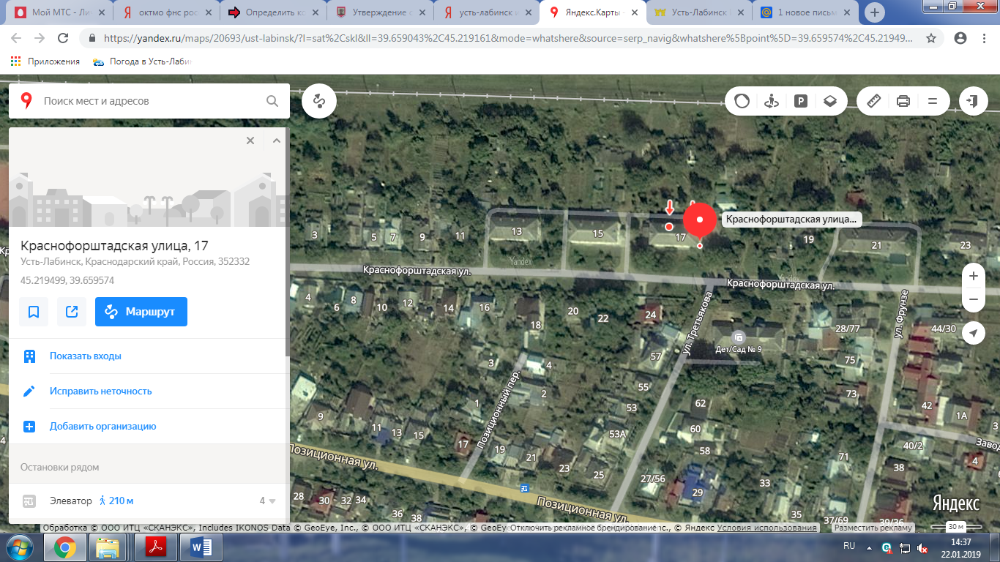 Мой МТС - Ли
октмо фнс рос
Определить ко
Утверждение с
усть-лабинск и
Яндекс.Карты
Усть-Лабинск
1 новое письм
https://yandex.ru/maps/20693/ust-labinsk/?l=sat%2Cskl&ll=39.659043%2C45.219161&mode=whatshere&source=serp_navig&whatshere%5Bpoint%5D=39.659574%2C45.21949...
Приложения
Погода в Усть-Лаби
Поиск мест и адресов
P
Краснофорштадская улица, 17
Усть-Лабинск, Краснодарский край, Россия, 352332
45.219499, 39.659574
Маршрут
Показать входы
Исправить неточность
Добавить организацию
Остановки рядом
Элеватор 210 м 4
Краснофорштадская улица...
3 5 7 9 11 13 15 17 19 21 23
Yandex
Краснофорштадская ул.
Yandex
Краснофорштадская ул.
4 6 8 10 12 14 16 18 20 22 24 28/77 44/30
ул. Третьякова
ул. Фрунзе
Дет/Сад № 9
57 75
3 4
55
Позиционный пер.
2 73
1 53 62 42
9 1А
11 13 15 53А 60 3
17 40/2 Завод
19 58 4
21 71
23 38
25 27/56 33
Позиционная ул.
29
28 30 32 34
Позиционная ул.
36 38 35 37/69 39/36
Яндекс
30 м
Обработка © ООО ИТЦ «СКАНЭКС», Includes IKONOS Data © GeoEye, Inc., © ООО ИТЦ «СКАНЭКС», © GeoEy
Отключить рекламное брендирование
nc., © Яндекс Условия использования
Разместить рекламу
RU
14:37
22.01.2019